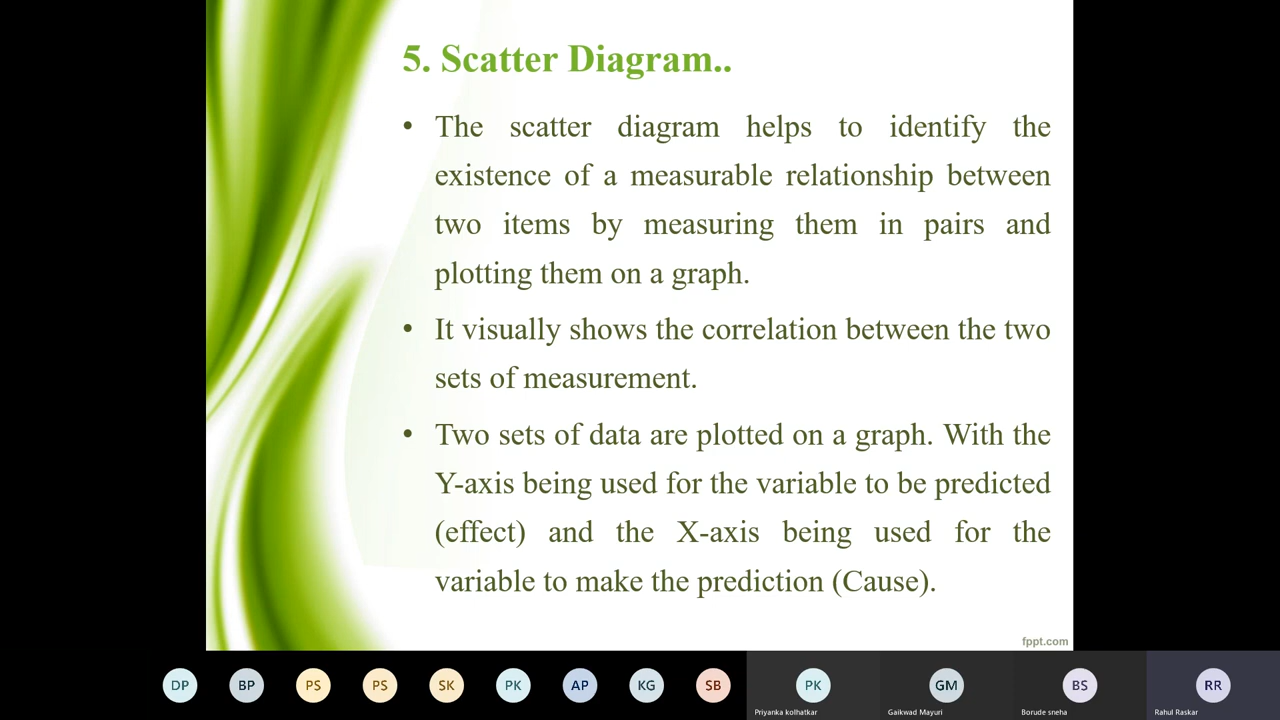 5. Scatter Diagram..
• The scatter diagram helps to identify the
existence of a measurable relationship between
two items by measuring them in pairs and
plotting them on a graph.
• It visually shows the correlation between the two
sets of measurement.
• Two sets of data are plotted on a graph. With the
Y-axis being used for the variable to be predicted
(effect) and the X-axis being used for the
variable to make the prediction (Cause).
fppt.com
DP BP PS PS SK PK AP KG SB PK GM BS RR
Priyanka kolhatkar Gaikwad Mayuri Borude sneha Rahul Raskar